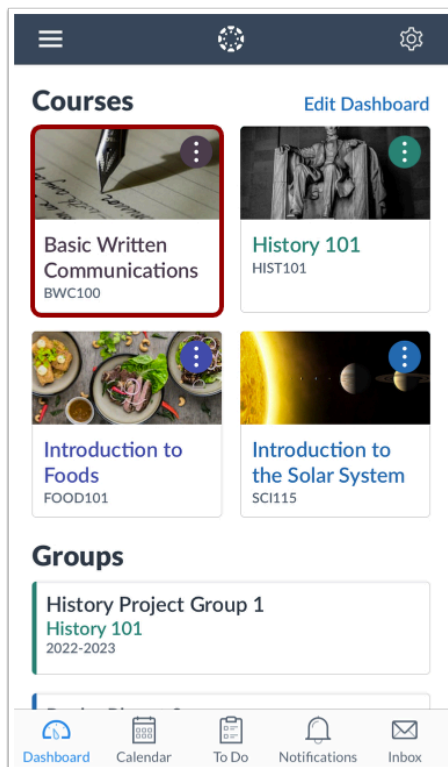 Courses
Edit Dashboard
Basic Written
Communications
BWC100
History 101
HIST101
Introduction to
Foods
FOOD101
Introduction to
the Solar System
SCI115
Groups
History Project Group 1
History 101
2022-2023
Dashboard
Calendar
To Do
Notifications
Inbox